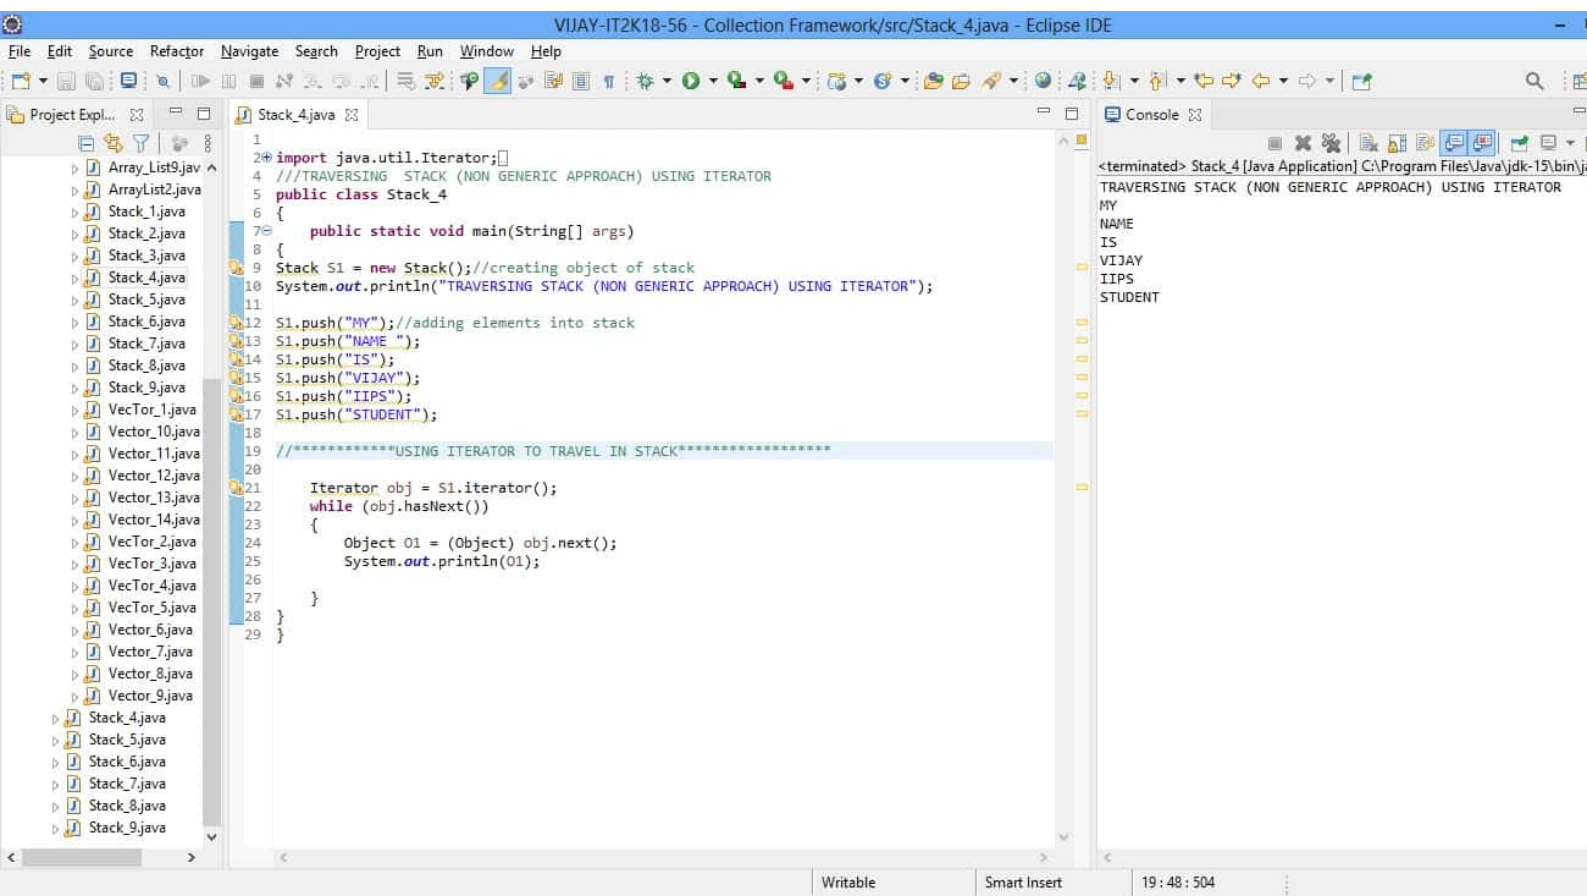 VIJAY-IT2K18-56 - Collection Framework/src/Stack_4.java - Eclipse IDE
File Edit Source Refactor Navigate Search Project Run Window Help
Project Expl...
Array_List9.jav
ArrayList2.java
Stack_1.java
Stack_2.java
Stack_3.java
Stack_4.java
Stack_5.java
Stack_6.java
Stack_7.java
Stack_8.java
Stack_9.java
VecTor_1.java
Vector_10.java
Vector_11.java
Vector_12.java
Vector_13.java
Vector_14.java
VecTor_2.java
VecTor_3.java
VecTor_4.java
VecTor_5.java
Vector_6.java
Vector_7.java
Vector_8.java
Vector_9.java
Stack_4.java
Stack_5.java
Stack_6.java
Stack_7.java
Stack_8.java
Stack_9.java
Stack_4.java
1
2 import java.util.Iterator;
4 ///TRAVERSING  STACK (NON GENERIC APPROACH) USING ITERATOR
5 public class Stack_4
6 {
7     public static void main(String[] args)
8 {
9 Stack S1 = new Stack();//creating object of stack
10 System.out.println("TRAVERSING STACK (NON GENERIC APPROACH) USING ITERATOR");
11
12 S1.push("MY");//adding elements into stack
13 S1.push("NAME ");
14 S1.push("IS");
15 S1.push("VIJAY");
16 S1.push("IIPS");
17 S1.push("STUDENT");
18
19 //************USING ITERATOR TO TRAVEL IN STACK******************
20
21     Iterator obj = S1.iterator();
22     while (obj.hasNext())
23     {
24         Object O1 = (Object) obj.next();
25         System.out.println(O1);
26
27     }
28 }
29 }
Console
<terminated> Stack_4 [Java Application] C:\Program Files\Java\jdk-15\bin\ja
TRAVERSING STACK (NON GENERIC APPROACH) USING ITERATOR
MY
NAME
IS
VIJAY
IIPS
STUDENT
Writable Smart Insert 19 : 48 : 504